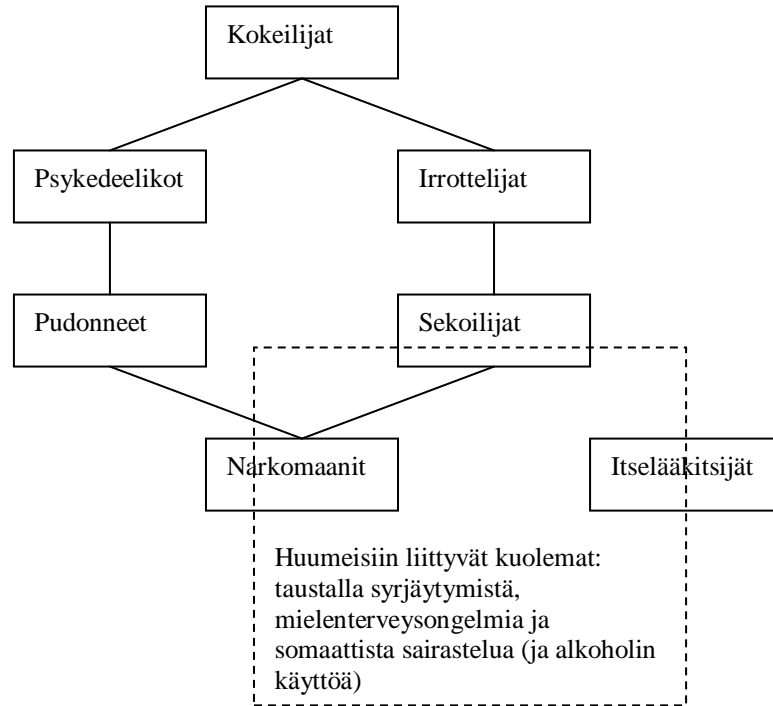 Kokeilijat
Psykedeelikot
Irrottelijat
Pudonneet
Sekoilijat
Narkomaanit
Itselääkitsijät
Huumeisiin liittyvät kuolemat:
taustalla syrjäytymistä,
mielenterveysongelmia ja
somaattista sairastelua (ja alkoholin
käyttöä)